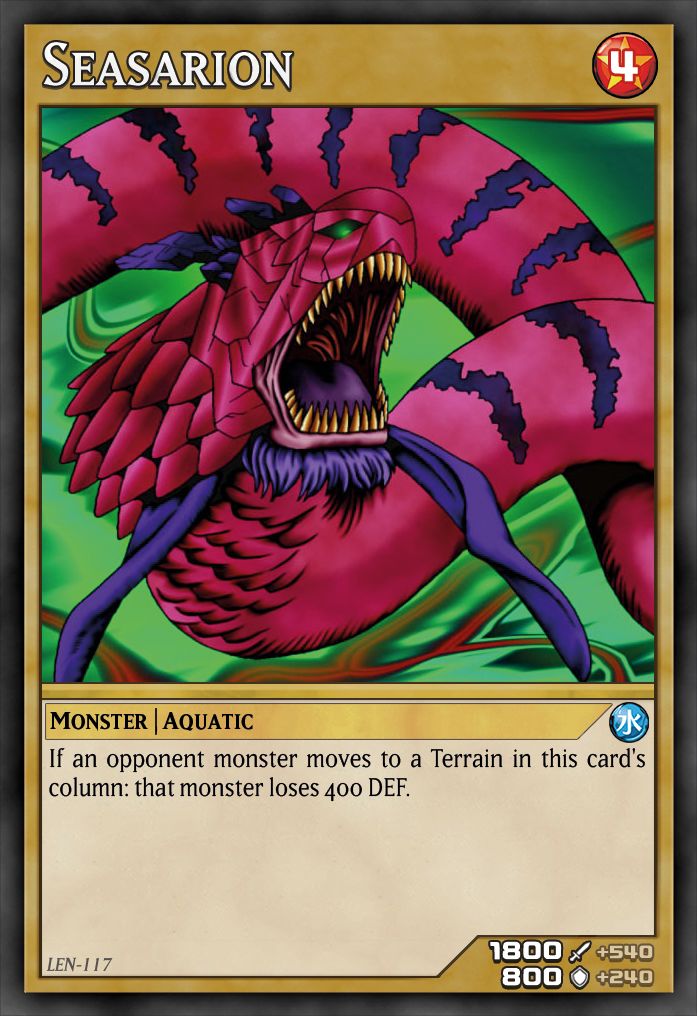 Seasarion
4
Monster | Aquatic
水
If an opponent monster moves to a Terrain in this card's
column: that monster loses 400 DEF.
LEN-117
1800 +540
800 +240